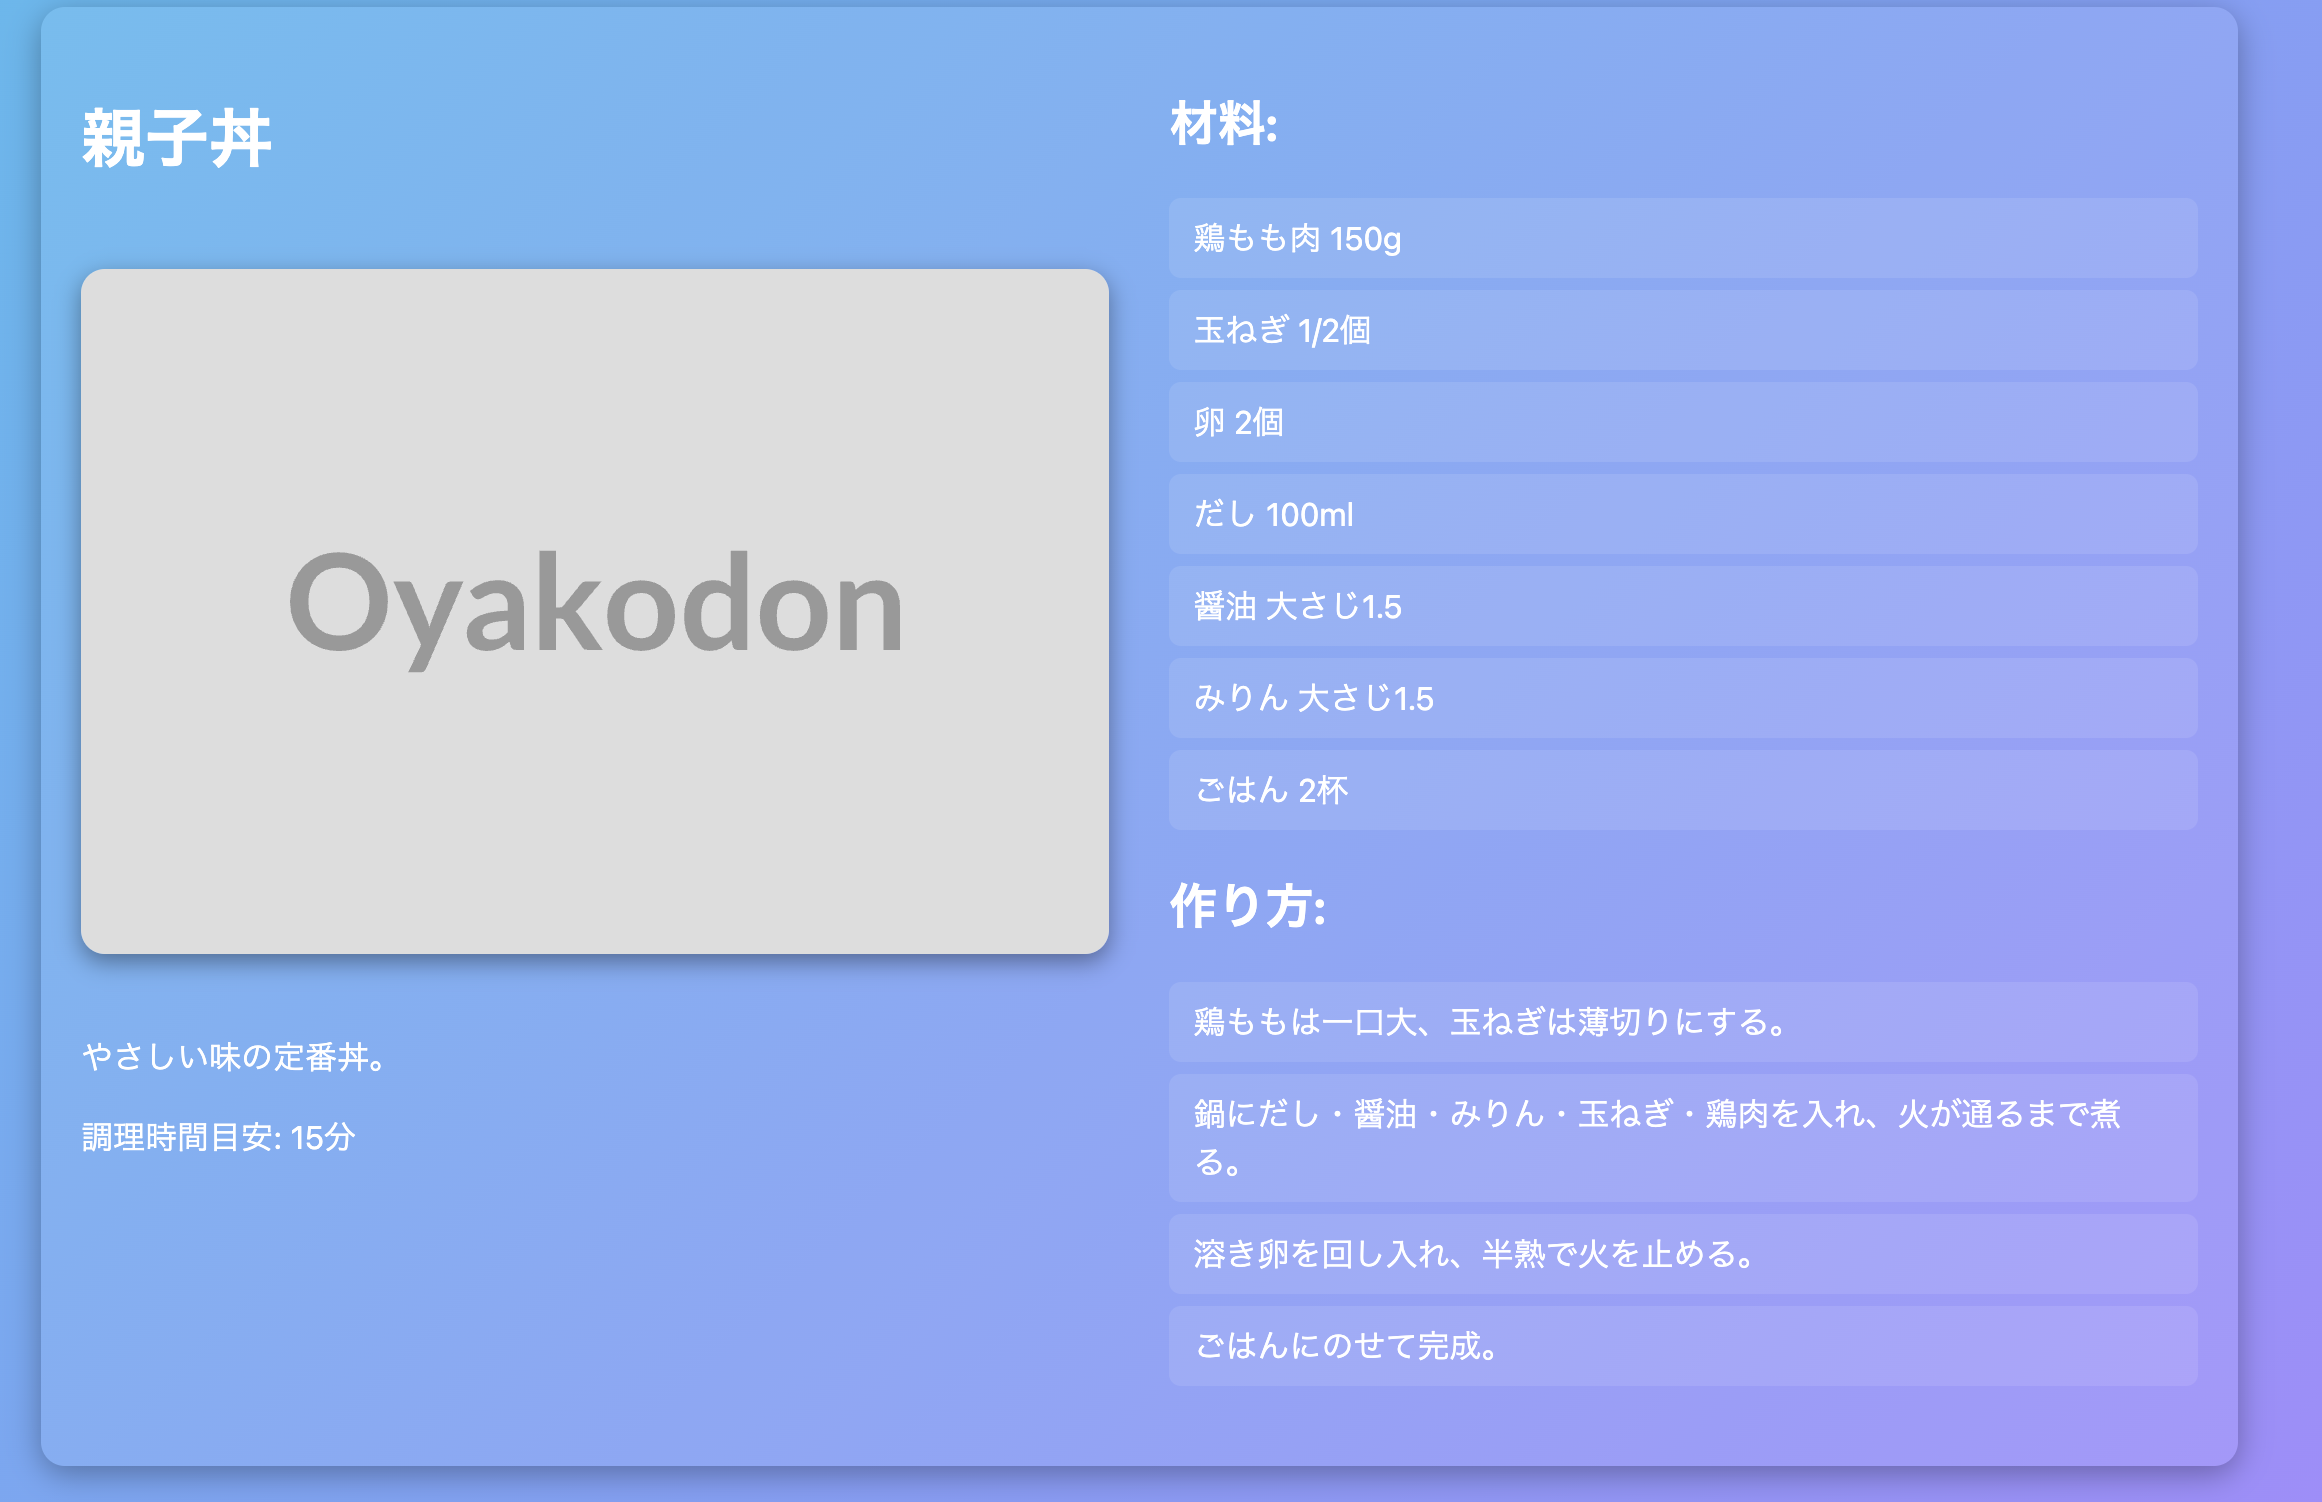 親子丼
Oyakodon
やさしい味の定番丼。
調理時間目安: 15分
材料:
鶏もも肉 150g
玉ねぎ 1/2個
卵 2個
だし 100ml
醤油 大さじ1.5
みりん 大さじ1.5
ごはん 2杯
作り方:
鶏ももは一口大、玉ねぎは薄切りにする。
鍋にだし・醤油・みりん・玉ねぎ・鶏肉を入れ、火が通るまで煮
る。
溶き卵を回し入れ、半熟で火を止める。
ごはんにのせて完成。